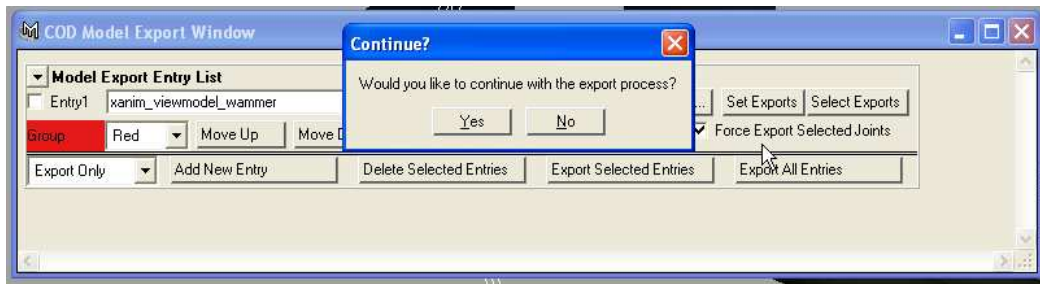 COD Model Export Window
Continue?
Model Export Entry List
Would you like to continue with the export process?
Entry1 xanim_viewmodel_wammer ... Set Exports Select Exports
Yes No
Group Red Move Up Move Force Export Selected Joints
Export Only Add New Entry Delete Selected Entries Export Selected Entries Export All Entries